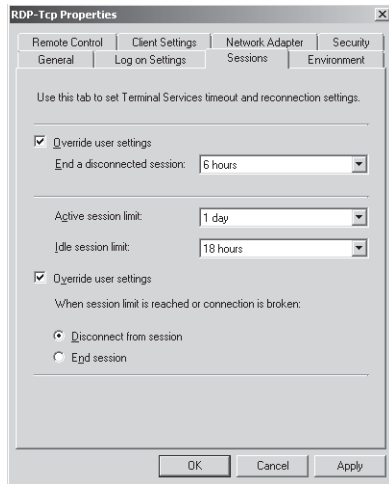 RDP-Tcp Properties
Remote Control Client Settings Network Adapter Security
General Log on Settings Sessions Environment
Use this tab to set Terminal Services timeout and reconnection settings.
Override user settings
End a disconnected session: 6 hours
Active session limit: 1 day
Idle session limit: 18 hours
Override user settings
When session limit is reached or connection is broken:
Disconnect from session
End session
OK Cancel Apply